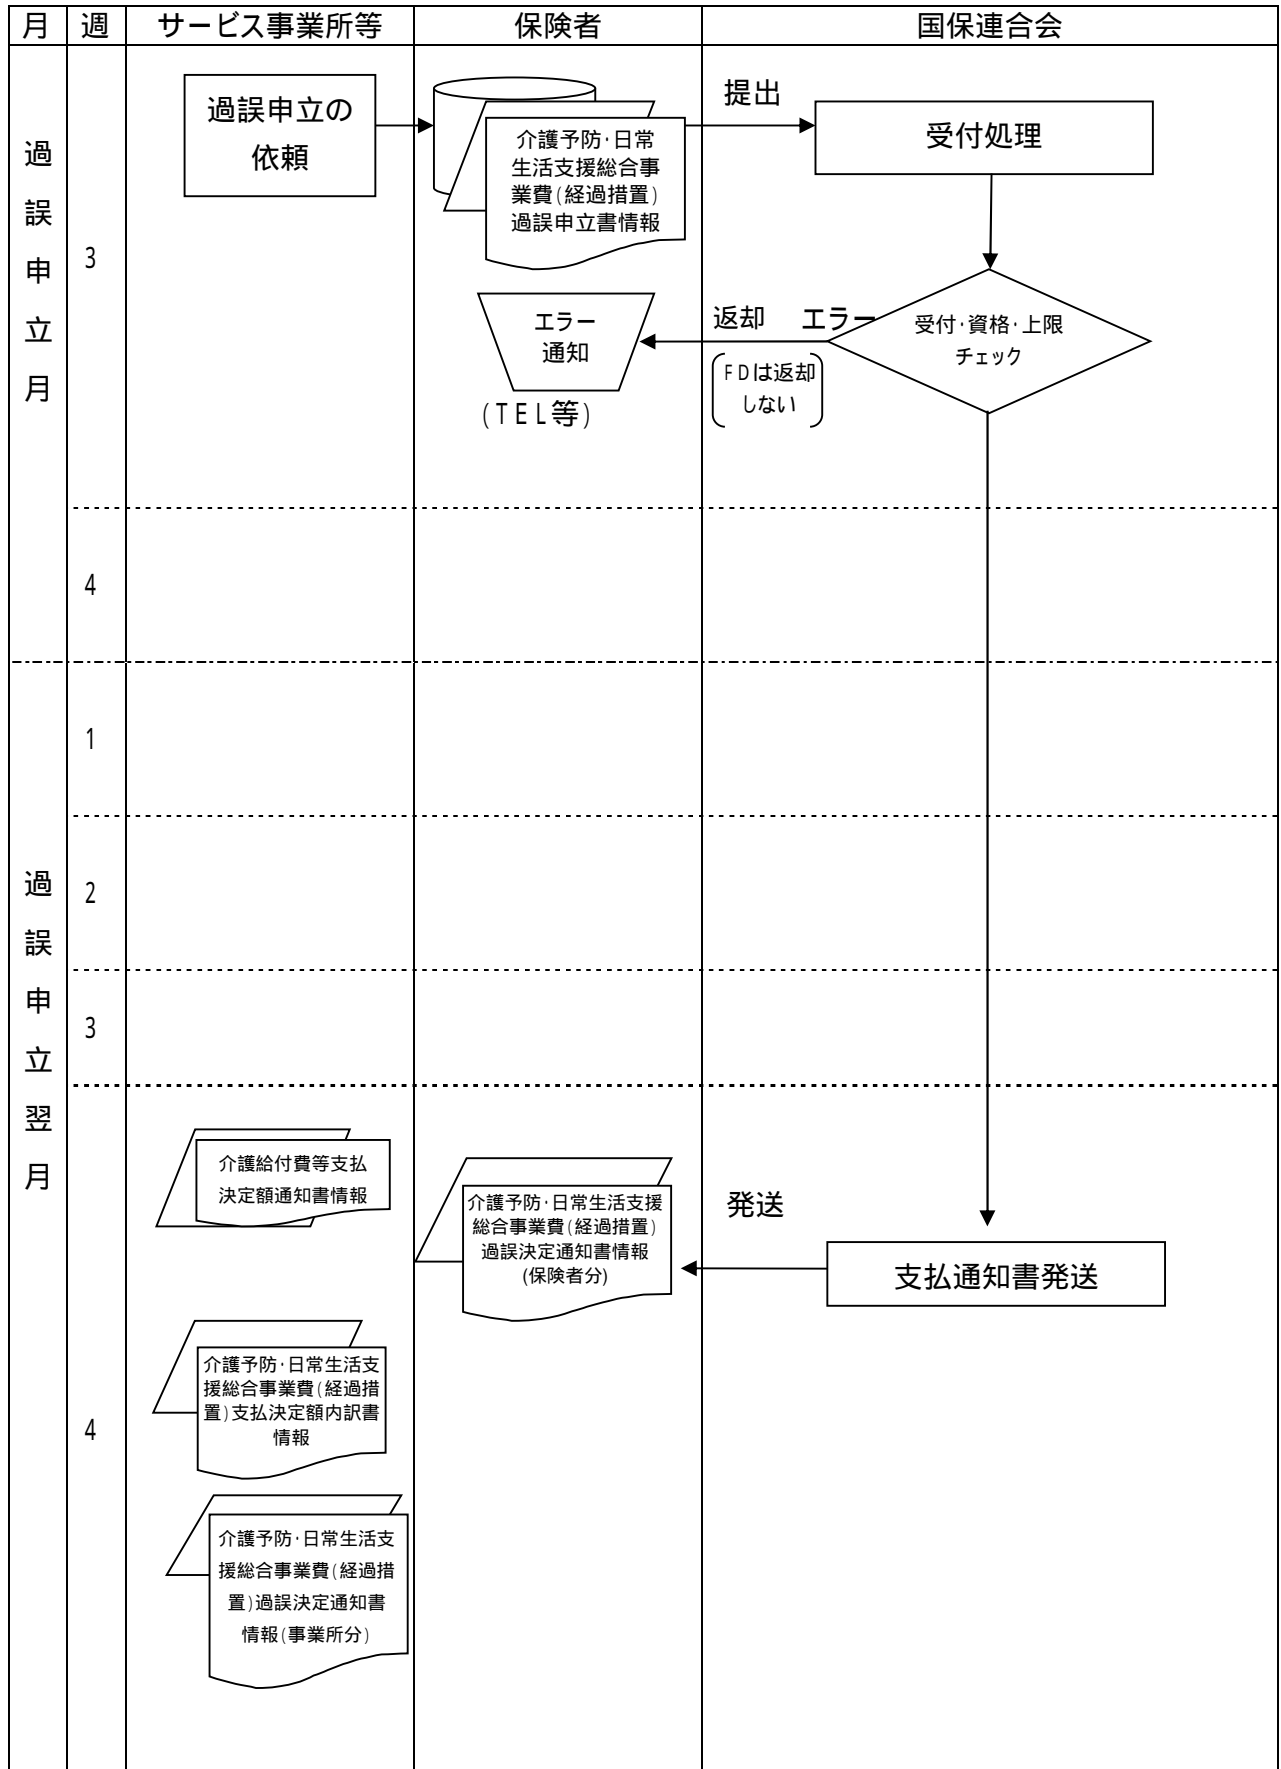 月 週 サービス事業所等 保険者 国保連合会
過誤申立月
3
過誤申立の
依頼
介護予防・日常
生活支援総合事
業費(経過措置)
過誤申立書情報
提出
受付処理
受付・資格・上限
チェック
エラー
返却
FDは返却
しない
エラー
通知
(TEL等)
4
過誤申立翌月
1
2
3
4
介護給付費等支払
決定額通知書情報
介護予防・日常生活支援
総合事業費(経過措置)
過誤決定通知書情報
(保険者分)
発送
支払通知書発送
介護予防・日常生活支
援総合事業費(経過措
置)支払決定額内訳書
情報
介護予防・日常生活支
援総合事業費(経過措
置)過誤決定通知書
情報(事業所分)